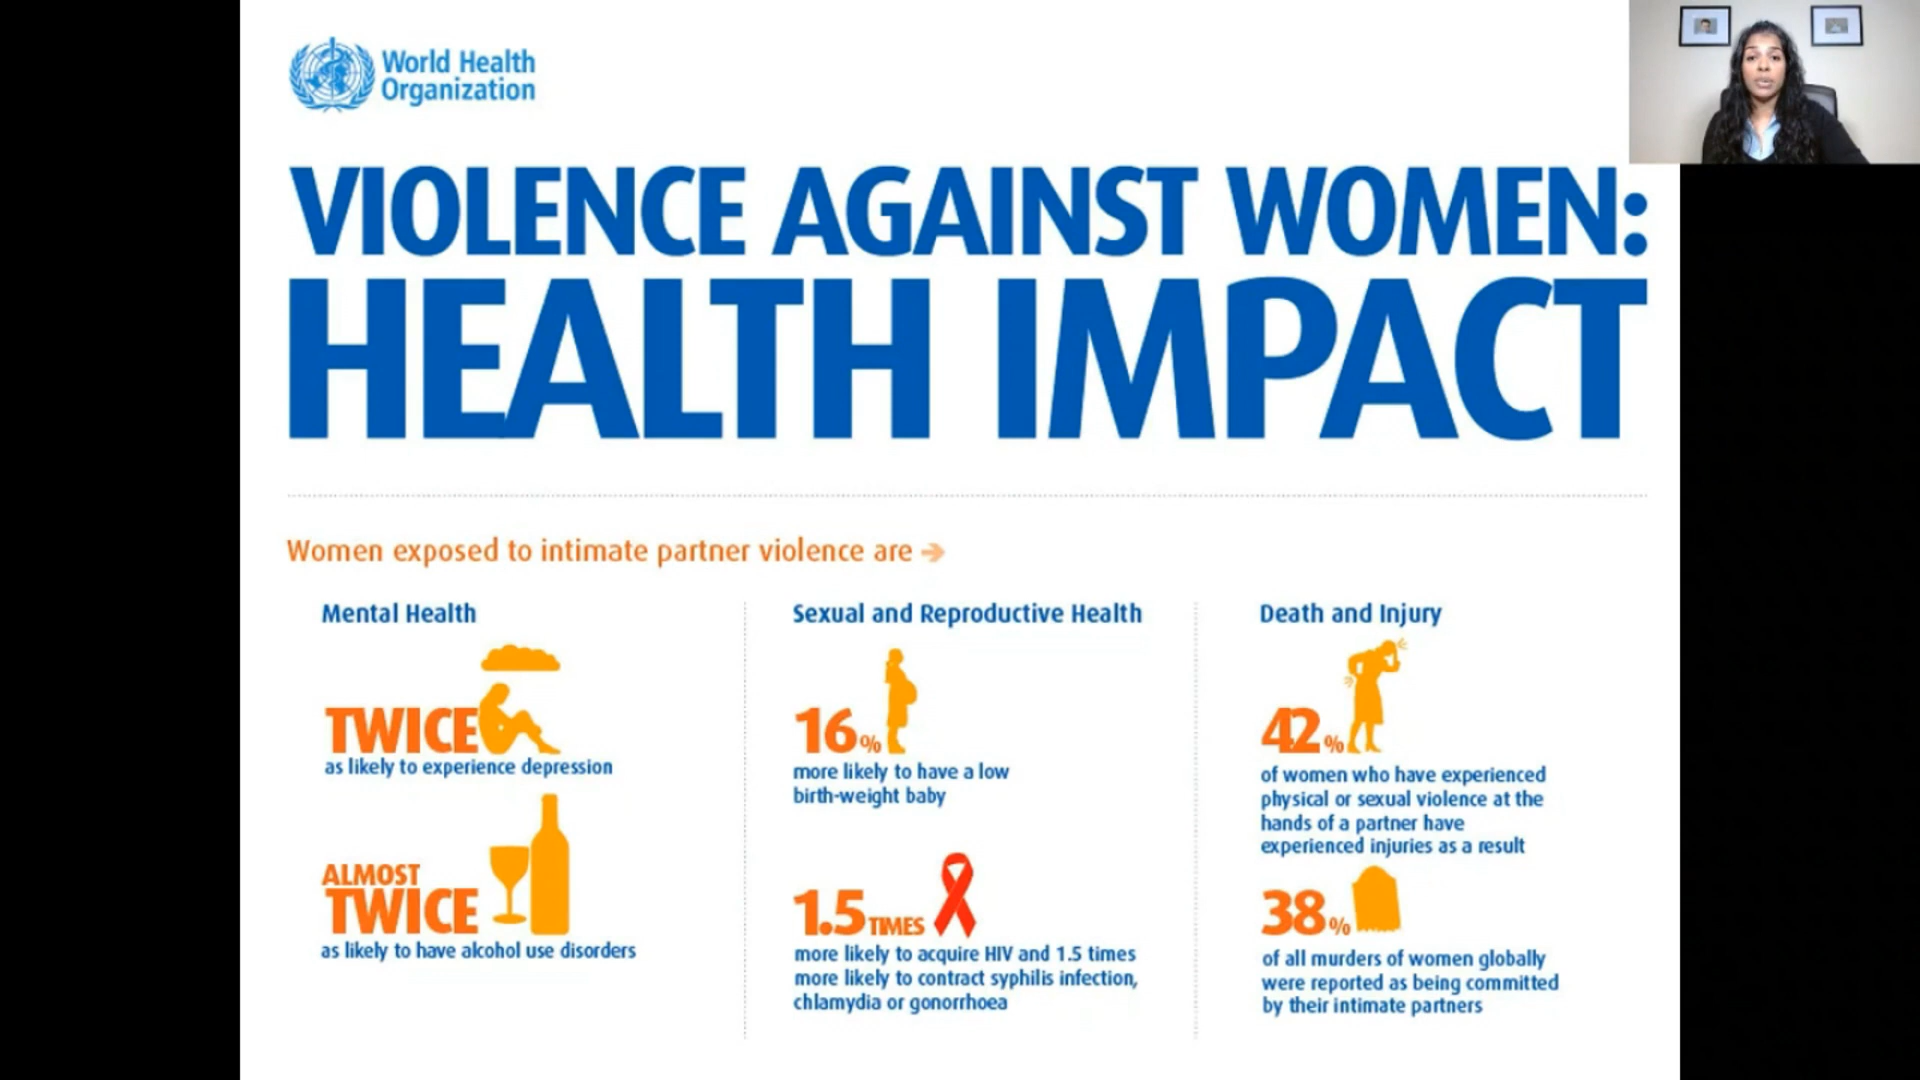 World Health
Organization
VIOLENCE AGAINST WOMEN:
HEALTH IMPACT
Women exposed to intimate partner violence are
Mental Health
TWICE
as likely to experience depression
ALMOST
TWICE
as likely to have alcohol use disorders
Sexual and Reproductive Health
16%
more likely to have a low
birth-weight baby
1.5 TIMES
more likely to acquire HIV and 1.5 times
more likely to contract syphilis infection,
chlamydia or gonorrhoea
Death and Injury
42%
of women who have experienced
physical or sexual violence at the
hands of a partner have
experienced injuries as a result
38%
of all murders of women globally
were reported as being committed
by their intimate partners